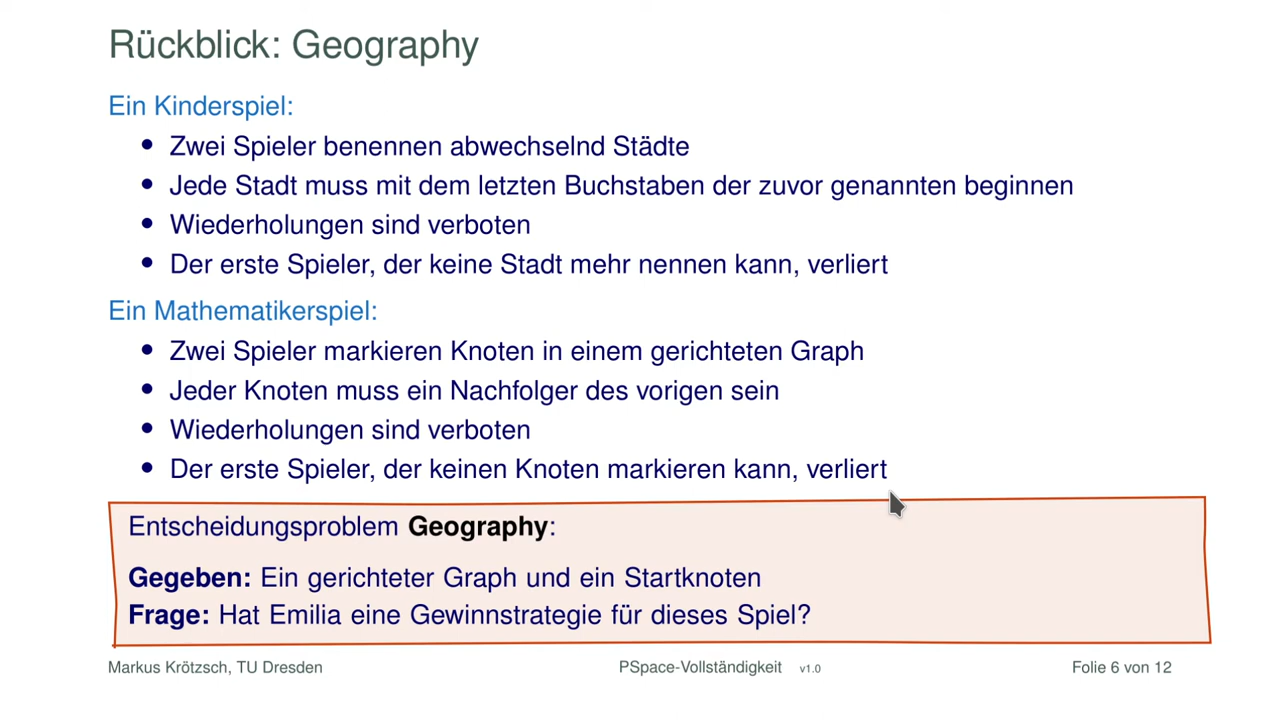 Rückblick: Geography
Ein Kinderspiel:
• Zwei Spieler benennen abwechselnd Städte
• Jede Stadt muss mit dem letzten Buchstaben der zuvor genannten beginnen
• Wiederholungen sind verboten
• Der erste Spieler, der keine Stadt mehr nennen kann, verliert
Ein Mathematikerspiel:
• Zwei Spieler markieren Knoten in einem gerichteten Graph
• Jeder Knoten muss ein Nachfolger des vorigen sein
• Wiederholungen sind verboten
• Der erste Spieler, der keinen Knoten markieren kann, verliert
Entscheidungsproblem Geography:
Gegeben: Ein gerichteter Graph und ein Startknoten
Frage: Hat Emilia eine Gewinnstrategie für dieses Spiel?
Markus Krötzsch, TU Dresden PSpace-Vollständigkeit v1.0 Folie 6 von 12